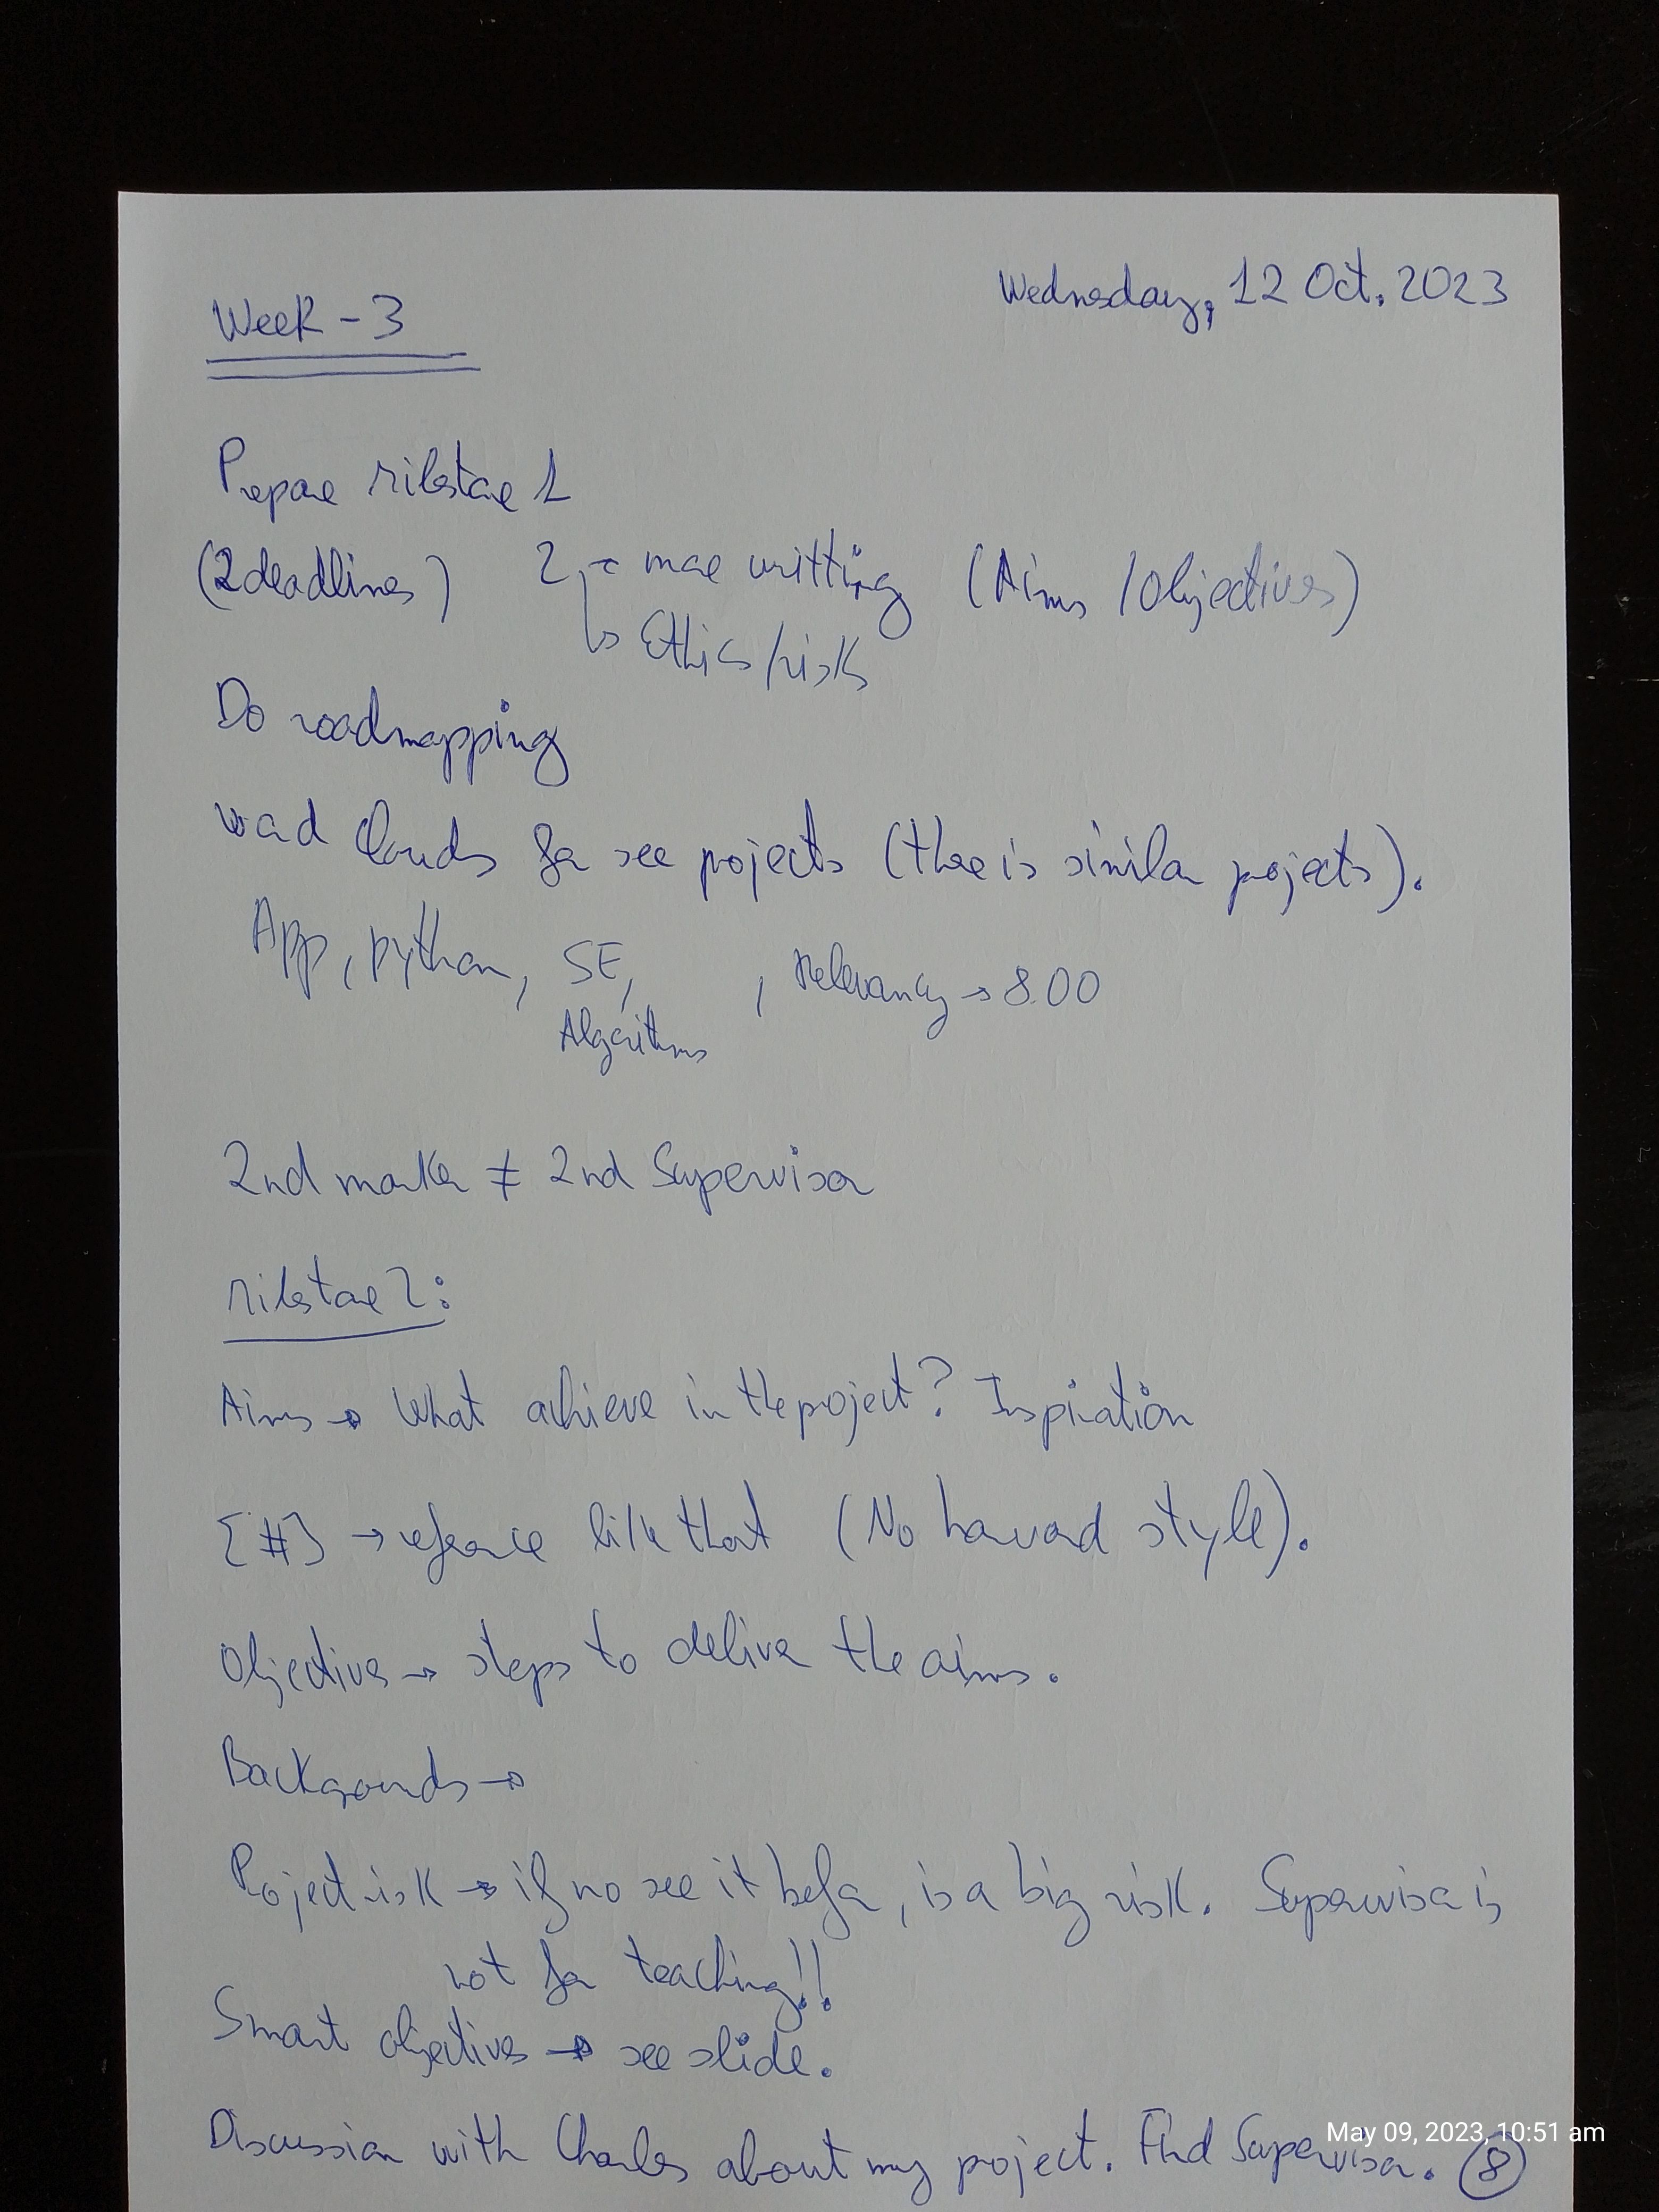 Week - 3
Wednesday, 12 Oct. 2023
Prepare Milestone 1
(2 deadlines) 2 → more writting (Aims / Objectives)
↳ Ethics/risk
Do roadmapping
word Clouds for see projects (there is similar projects).
App, python, SE, , Relevancy → 8.00
Algorithms
2nd marker ≠ 2nd Supervisor
Milestone 2:
Aims → What achieve in the project? Inspiration
[#] → reference like that (No harvard style).
Objectives → steps to deliver the aims.
Backgrounds →
Project risk → if no see it before, is a big risk. Supervisor is
not for teaching!!
Smart objectives → see slide.
Discussion with Charles about my project. Find Supervisor. 8
May 09, 2023, 10:51 am